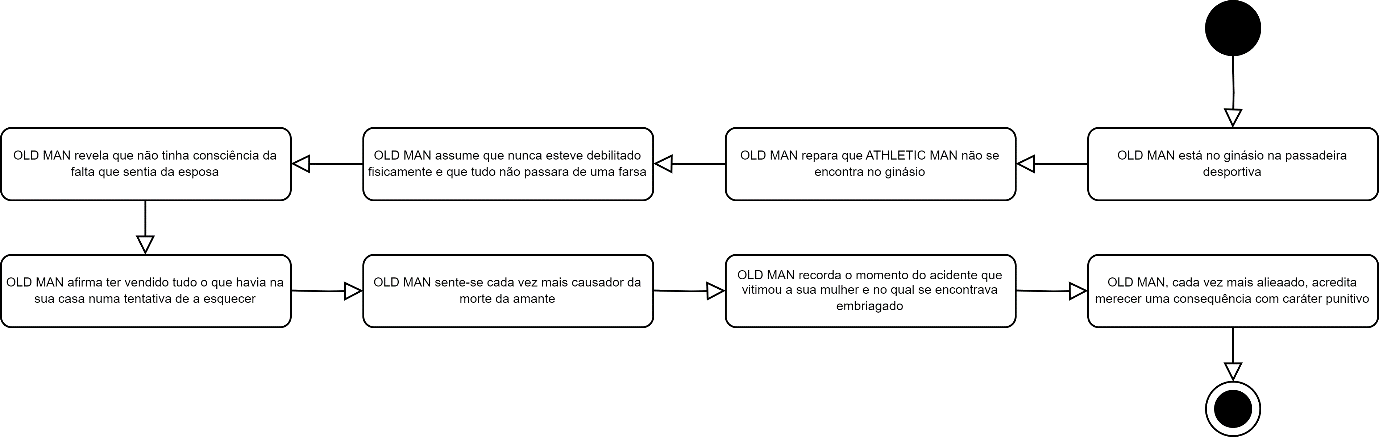 OLD MAN está no ginásio na passadeira
desportiva
OLD MAN repara que ATHLETIC MAN não se
encontra no ginásio
OLD MAN assume que nunca esteve debilitado
fisicamente e que tudo não passara de uma farsa
OLD MAN revela que não tinha consciência da
falta que sentia da esposa
OLD MAN afirma ter vendido tudo o que havia na
sua casa numa tentativa de a esquecer
OLD MAN sente-se cada vez mais causador da
morte da amante
OLD MAN recorda o momento do acidente que
vitimou a sua mulher e no qual se encontrava
embriagado
OLD MAN, cada vez mais alieaado, acredita
merecer uma consequência com caráter punitivo